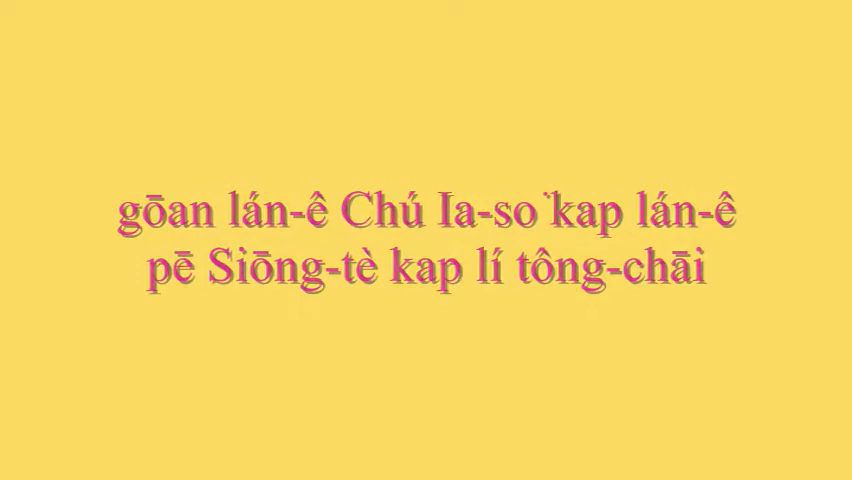 gōan lán-ê Chú Ia-so͘ kap lán-ê
pē Siōng-tè kap lí tông-chāi